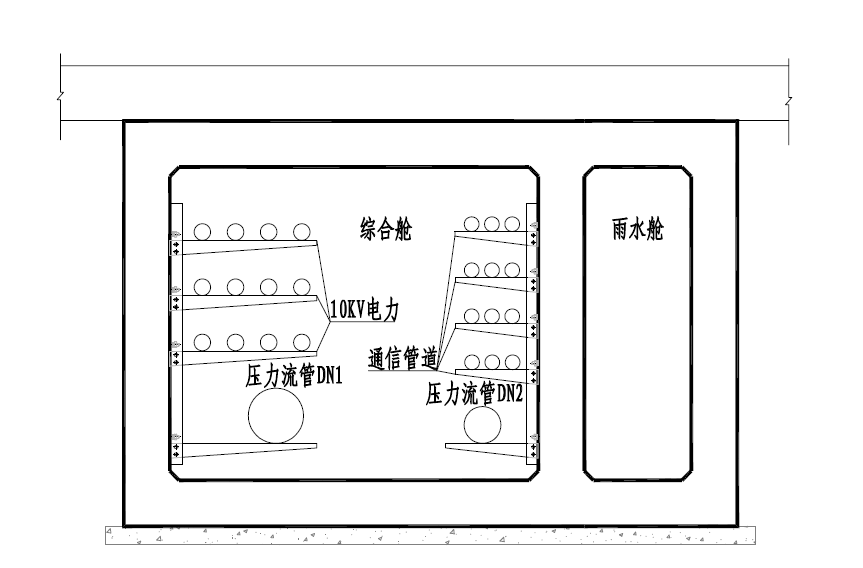 综合舱
雨水舱
10KV电力
通信管道
压力流管DN1
压力流管DN2